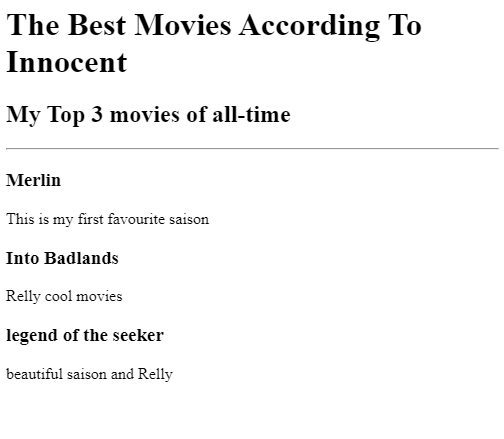 The Best Movies According To
Innocent
My Top 3 movies of all-time
Merlin
This is my first favourite saison
Into Badlands
Relly cool movies
legend of the seeker
beautiful saison and Relly